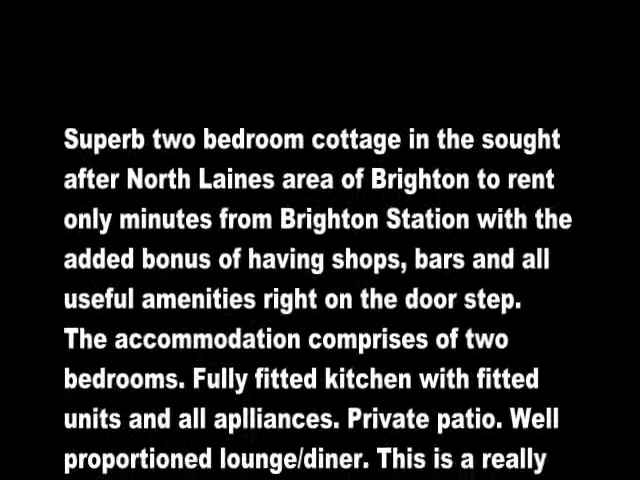 Superb two bedroom cottage in the sought
after North Laines area of Brighton to rent
only minutes from Brighton Station with the
added bonus of having shops, bars and all
useful amenities right on the door step.
The accommodation comprises of two
bedrooms. Fully fitted kitchen with fitted
units and all aplliances. Private patio. Well
proportioned lounge/diner. This is a really